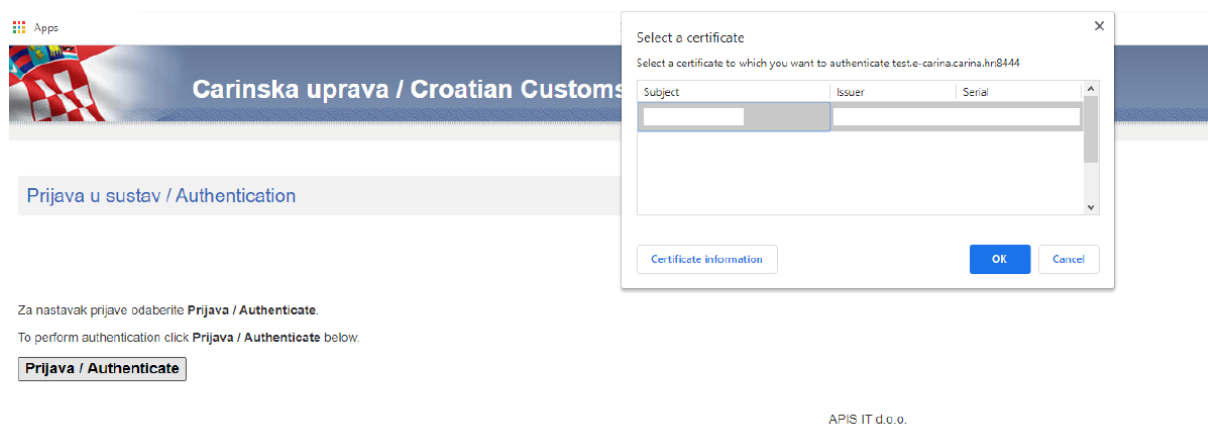 Apps
Carinska uprava / Croatian Customs
Prijava u sustav / Authentication
Za nastavak prijave odaberite Prijava / Authenticate.
To perform authentication click Prijava / Authenticate below.
Prijava / Authenticate
APIS IT d.o.o.
Select a certificate
Select a certificate to which you want to authenticate test.e-carina.carina.hr:8444
Subject Issuer Serial
Certificate information OK Cancel